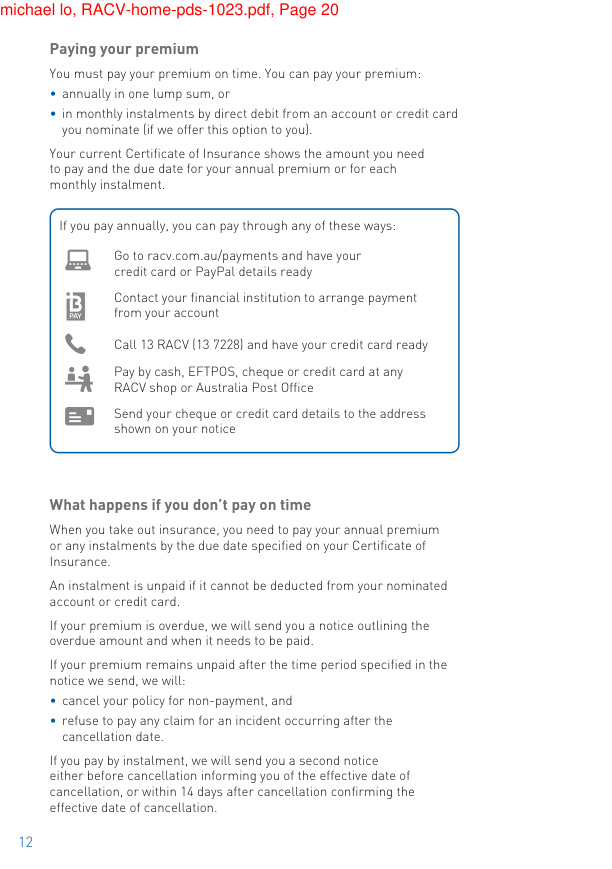 michael lo, RACV-home-pds-1023.pdf, Page 20
Paying your premium
You must pay your premium on time. You can pay your premium:
• annually in one lump sum, or
• in monthly instalments by direct debit from an account or credit card
you nominate (if we offer this option to you).
Your current Certificate of Insurance shows the amount you need
to pay and the due date for your annual premium or for each
monthly instalment.
If you pay annually, you can pay through any of these ways:
Go to racv.com.au/payments and have your
credit card or PayPal details ready
B
PAY
Contact your financial institution to arrange payment
from your account
Call 13 RACV (13 7228) and have your credit card ready
Pay by cash, EFTPOS, cheque or credit card at any
RACV shop or Australia Post Office
Send your cheque or credit card details to the address
shown on your notice
What happens if you don’t pay on time
When you take out insurance, you need to pay your annual premium
or any instalments by the due date specified on your Certificate of
Insurance.
An instalment is unpaid if it cannot be deducted from your nominated
account or credit card.
If your premium is overdue, we will send you a notice outlining the
overdue amount and when it needs to be paid.
If your premium remains unpaid after the time period specified in the
notice we send, we will:
• cancel your policy for non-payment, and
• refuse to pay any claim for an incident occurring after the
cancellation date.
If you pay by instalment, we will send you a second notice
either before cancellation informing you of the effective date of
cancellation, or within 14 days after cancellation confirming the
effective date of cancellation.
12